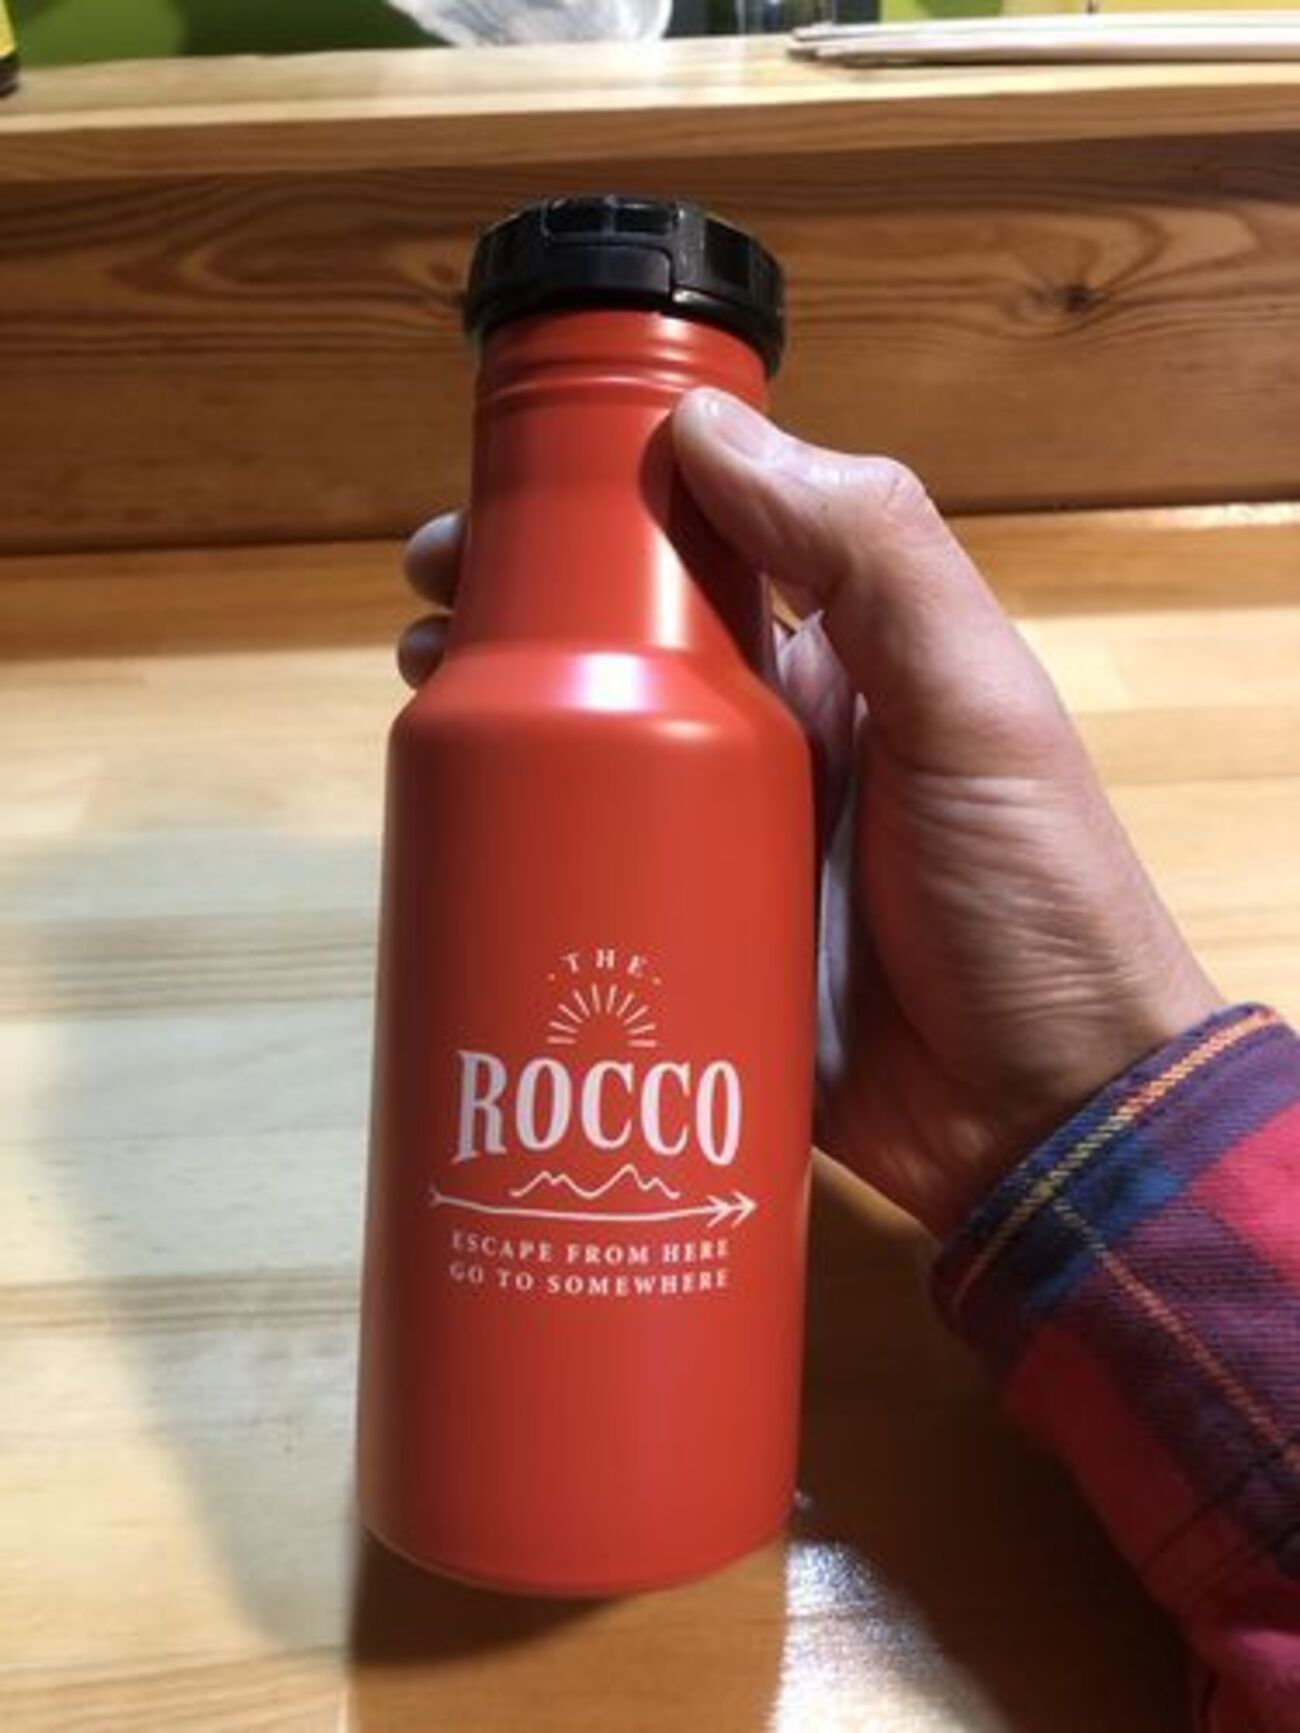 THE
ROCCO
ESCAPE FROM HERE
GO TO SOMEWHERE